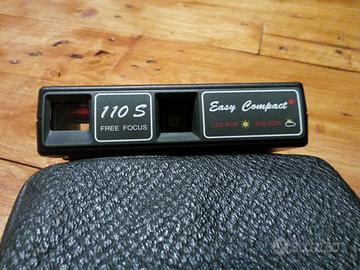 110 S
FREE FOCUS
Easy Compact
100 ASA 400 ASA
subito